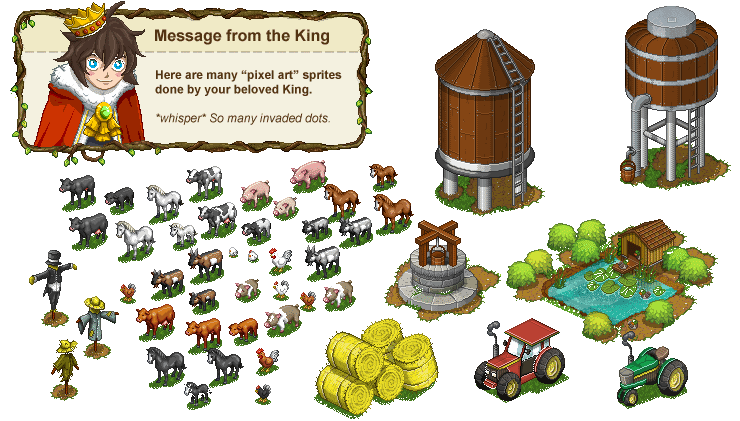 Message from the King
Here are many “pixel art” sprites
done by your beloved King.
*whisper* So many invaded dots.